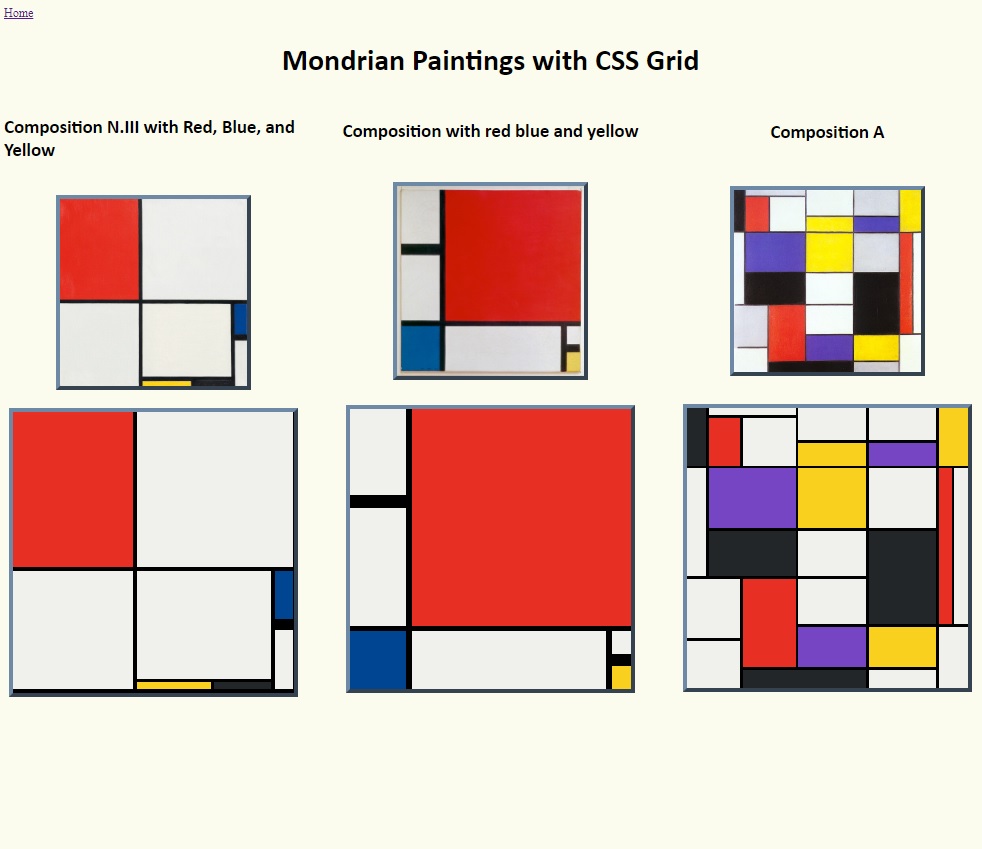 Home
Mondrian Paintings with CSS Grid
Composition N.III with Red, Blue, and
Yellow
Composition with red blue and yellow
Composition A